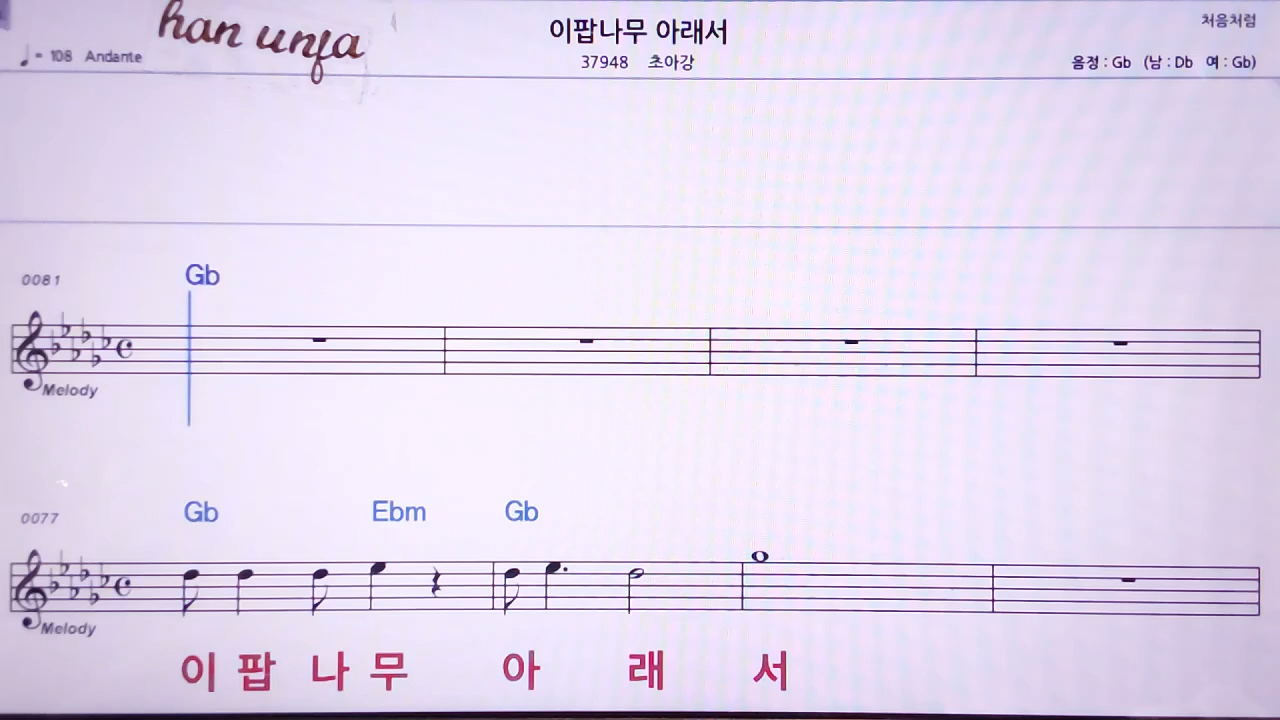 han unja
이팝나무 아래서
처음처럼
♩= 108 Andante
37948 초아강
음정 : Gb (남 : Db 여 : Gb)
0081 Gb
Melody
0077 Gb Ebm Gb
Melody
이 팝 나 무 아 래 서